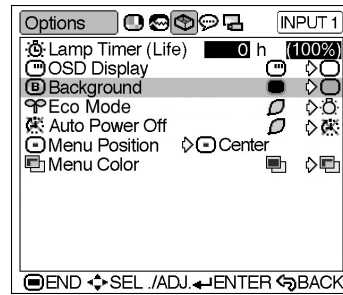 Options INPUT 1
Lamp Timer (Life) 0 h (100%)
OSD Display
B Background
Eco Mode
Auto Power Off
Menu Position Center
Menu Color
END SEL ./ADJ. ENTER BACK